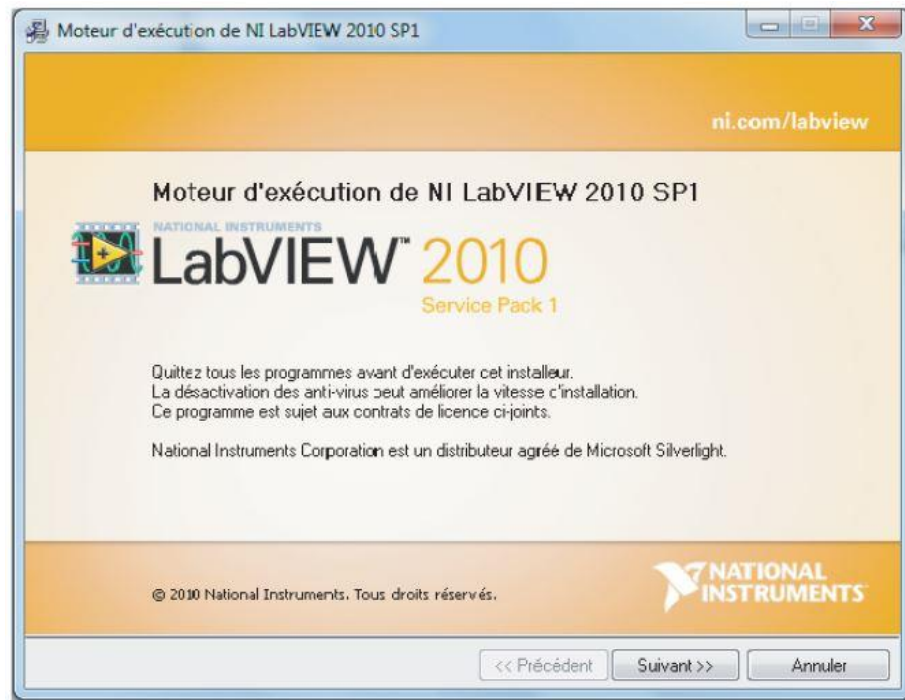 Moteur d'exécution de NI LabVIEW 2010 SP1
ni.com/labview
Moteur d'exécution de NI LabVIEW 2010 SP1
NATIONAL INSTRUMENTS
LabVIEW™ 2010
Service Pack 1
Quittez tous les programmes avant d'exécuter cet installeur.
La désactivation des anti-virus peut améliorer la vitesse d'installation.
Ce programme est sujet aux contrats de licence ci-joints.
National Instruments Corporation est un distributeur agréé de Microsoft Silverlight.
© 2010 National Instruments. Tous droits réservés.
NATIONAL
INSTRUMENTS
<< Précédent Suivant >> Annuler